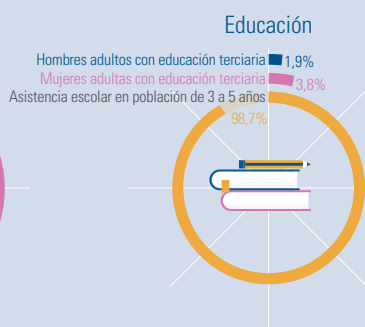 Educación
Hombres adultos con educación terciaria 1,9%
Mujeres adultas con educación terciaria 3,8%
Asistencia escolar en población de 3 a 5 años
98,7%